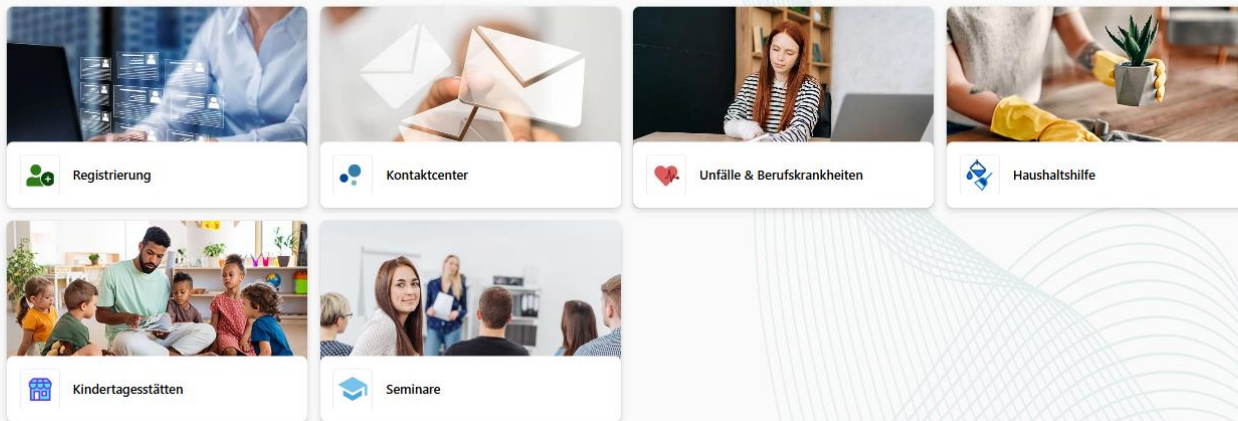 Registrierung
Kontaktcenter
Unfälle & Berufskrankheiten
Haushaltshilfe
Kindertagesstätten
Seminare